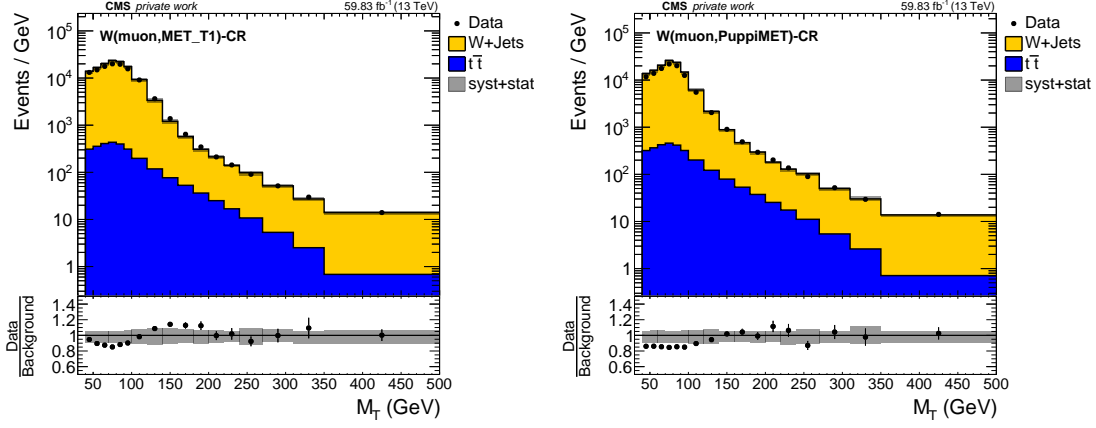 CMS private work 59.83 fb⁻¹ (13 TeV)
W(muon,MET_T1)-CR
Data
W+Jets
tt̅
syst+stat
Events / GeV
10⁵
10⁴
10³
10²
10
1
Data
Background
1.4
1.2
1
0.8
0.6
50 100 150 200 250 300 350 400 450 500
M_T (GeV)
CMS private work 59.83 fb⁻¹ (13 TeV)
W(muon,PuppiMET)-CR
Data
W+Jets
tt̅
syst+stat
Events / GeV
10⁵
10⁴
10³
10²
10
1
Data
Background
1.4
1.2
1
0.8
0.6
50 100 150 200 250 300 350 400 450 500
M_T (GeV)